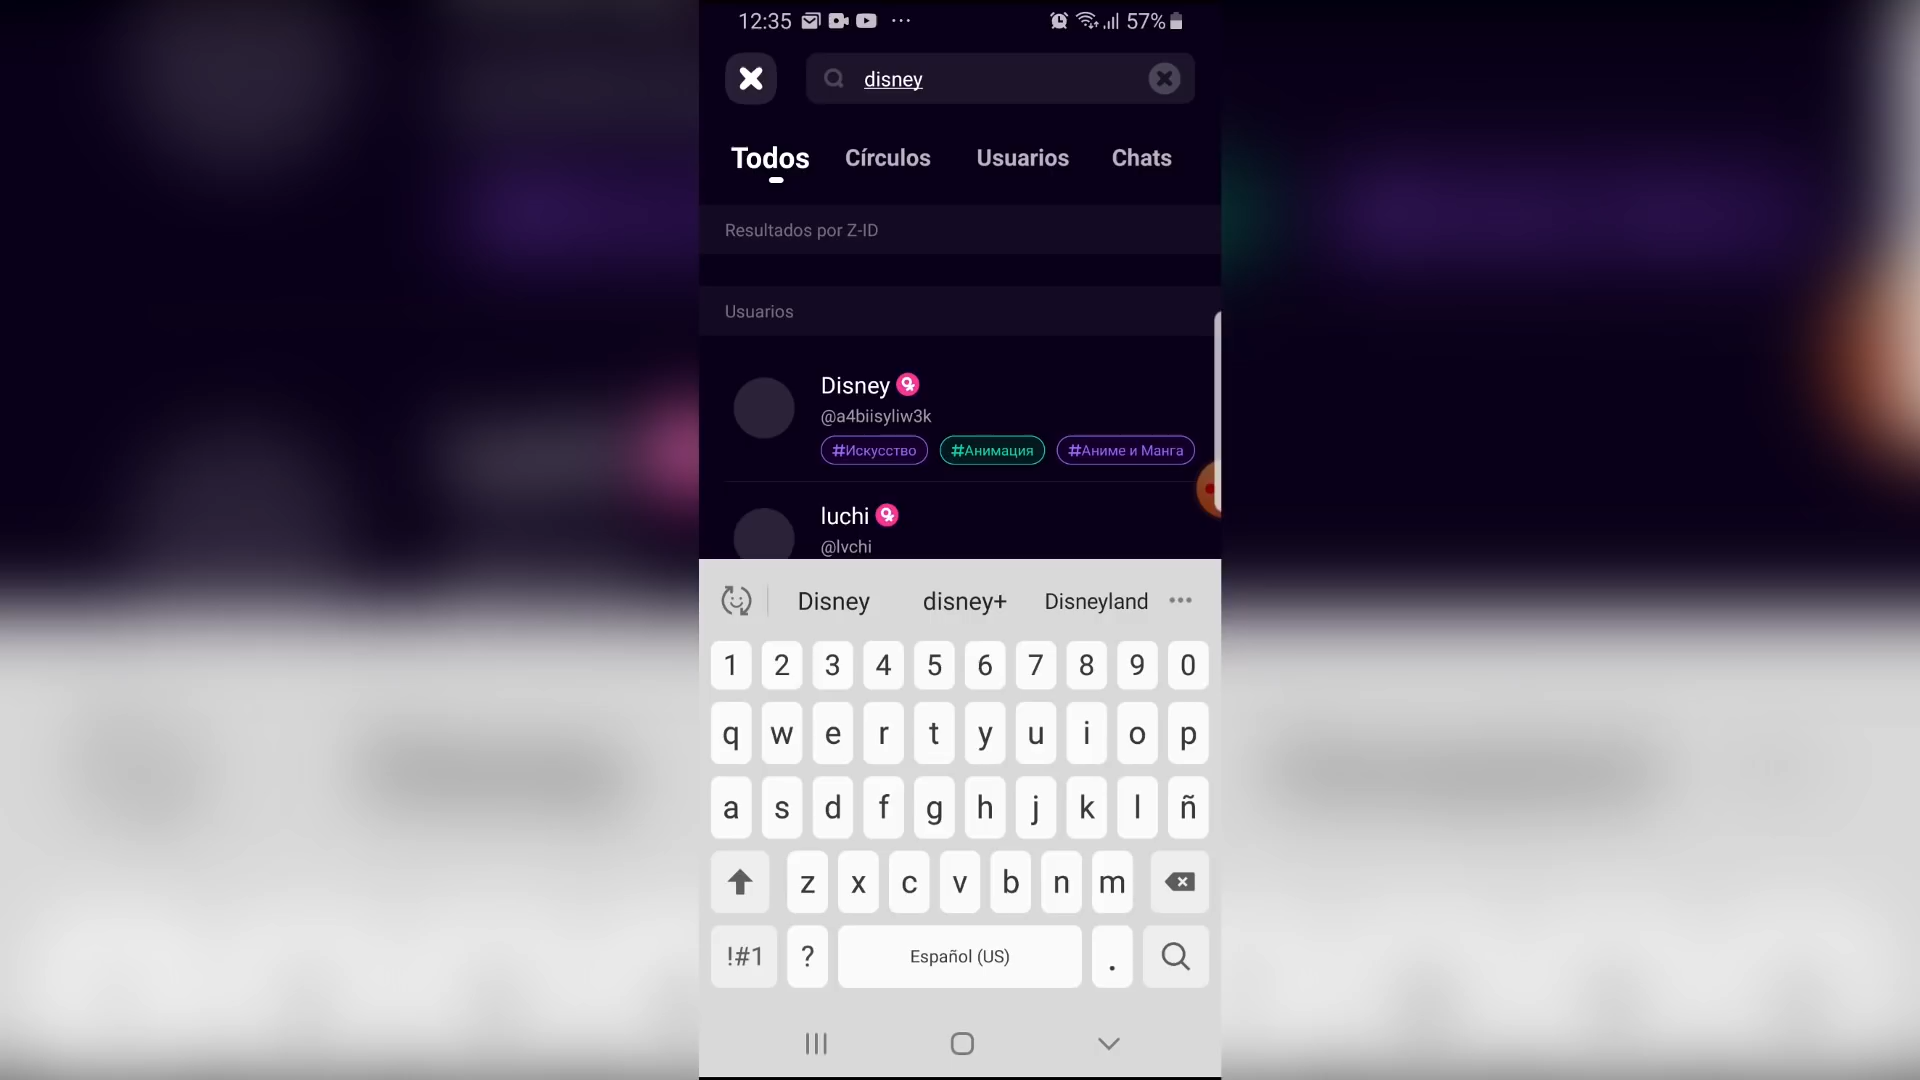 12:35 ... 57%
disney
Todos Círculos Usuarios Chats
Resultados por Z-ID
Usuarios
Disney
@a4biisyliw3k
#Искусство #Анимация #Аниме и Манга
luchi
@lvchi
Disney disney+ Disneyland ...
1 2 3 4 5 6 7 8 9 0
q w e r t y u i o p
a s d f g h j k l ñ
z x c v b n m
!#1 ? Español (US) .